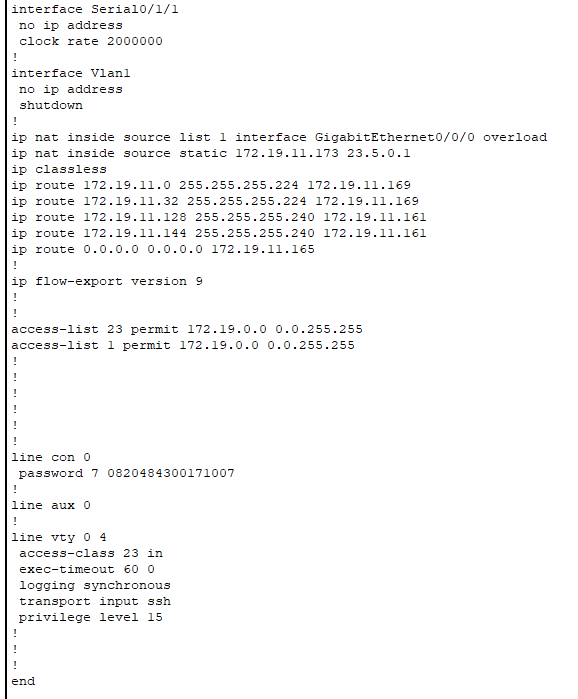 interface Serial0/1/1
 no ip address
 clock rate 2000000
!
interface Vlan1
 no ip address
 shutdown
!
ip nat inside source list 1 interface GigabitEthernet0/0/0 overload
ip nat inside source static 172.19.11.173 23.5.0.1
ip classless
ip route 172.19.11.0 255.255.255.224 172.19.11.169
ip route 172.19.11.32 255.255.255.224 172.19.11.169
ip route 172.19.11.128 255.255.255.240 172.19.11.161
ip route 172.19.11.144 255.255.255.240 172.19.11.161
ip route 0.0.0.0 0.0.0.0 172.19.11.165
!
ip flow-export version 9
!
!
access-list 23 permit 172.19.0.0 0.0.255.255
access-list 1 permit 172.19.0.0 0.0.255.255
!
!
!
!
!
!
line con 0
 password 7 0820484300171007
!
line aux 0
!
line vty 0 4
 access-class 23 in
 exec-timeout 60 0
 logging synchronous
 transport input ssh
 privilege level 15
!
!
!
end